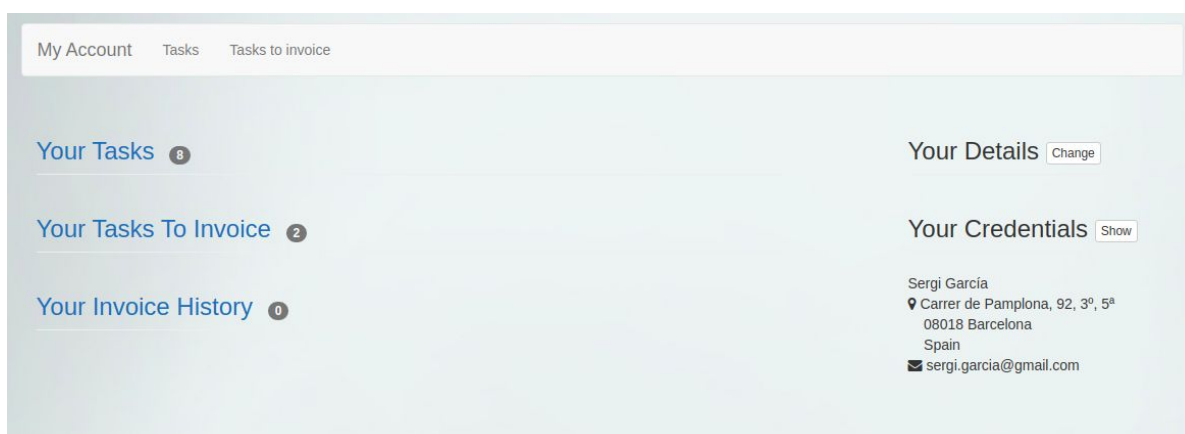 My Account Tasks Tasks to invoice
Your Tasks 8
Your Tasks To Invoice 2
Your Invoice History 0
Your Details Change
Your Credentials Show
Sergi García
Carrer de Pamplona, 92, 3º, 5ª
08018 Barcelona
Spain
sergi.garcia@gmail.com